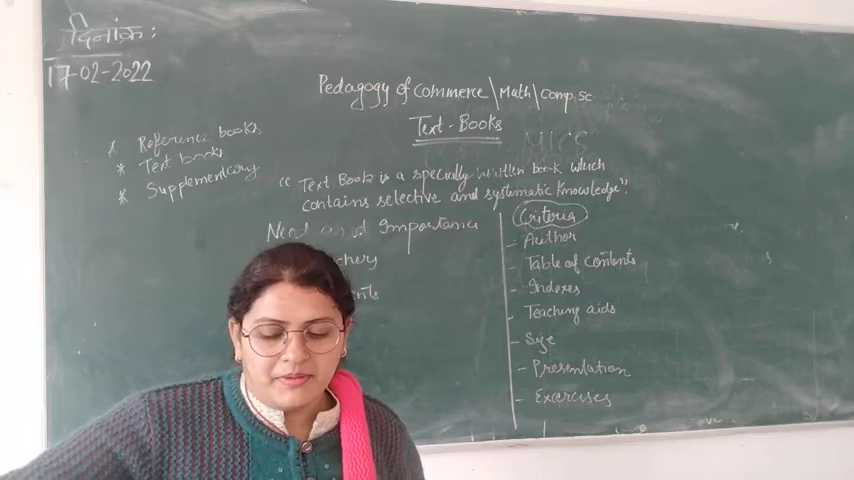 दिनांक:
17-02-2022
Pedagogy of Commerce\Math\Comp.Sc
Text-Books
* Reference books
* Text books
* Supplementary
"Text Book is a specially written book which
contains selective and systematic knowledge".
Need and Importance
Criteria
- Author
- Table of contents
- Indexes
- Teaching aids
- Size
- Presentation
- Exercises